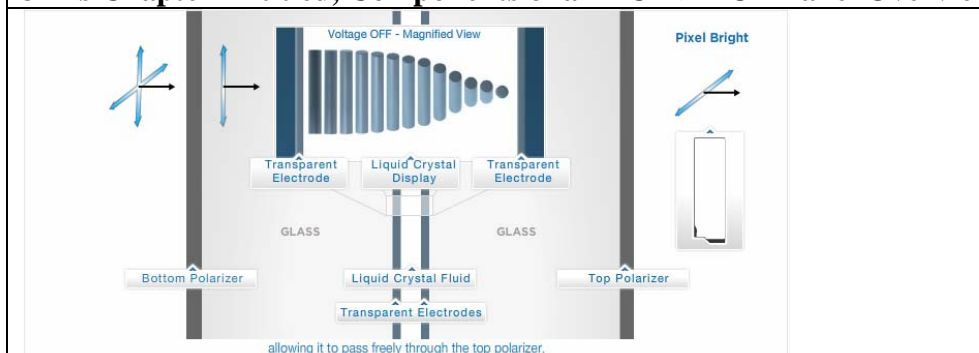 Voltage OFF - Magnified View
Pixel Bright
Transparent Electrode
Liquid Crystal Display
Transparent Electrode
GLASS
GLASS
Bottom Polarizer
Liquid Crystal Fluid
Top Polarizer
Transparent Electrodes
allowing it to pass freely through the top polarizer.